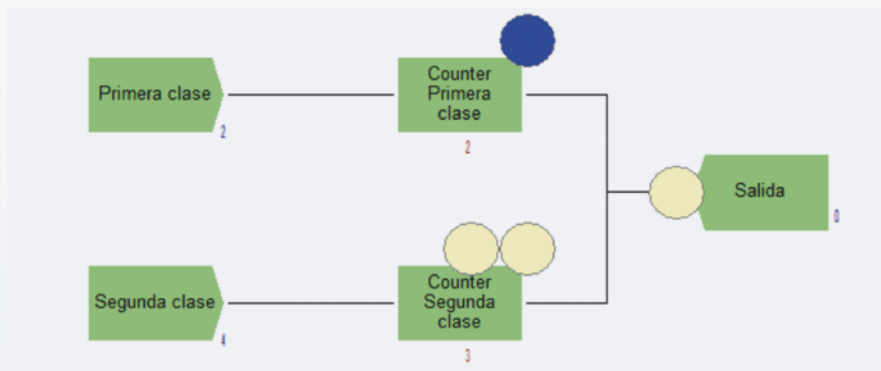 Primera clase
2
Counter
Primera
clase
2
Salida
0
Segunda clase
4
Counter
Segunda
clase
3